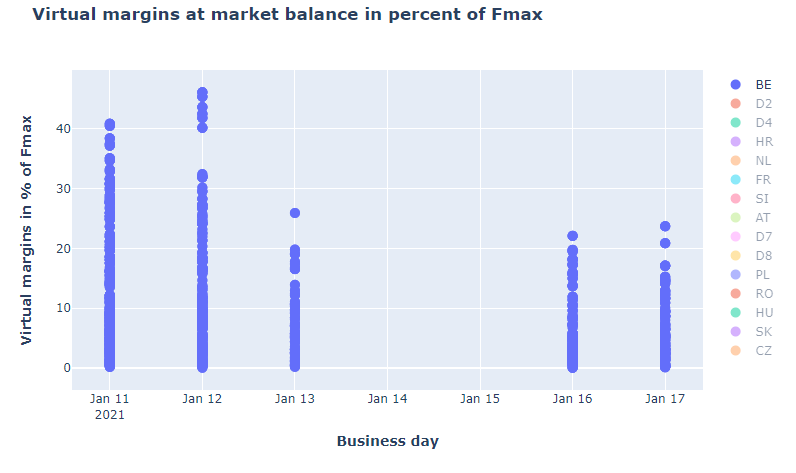 Virtual margins at market balance in percent of Fmax
Virtual margins in % of Fmax
40
30
20
10
0
Jan 11
2021
Jan 12
Jan 13
Jan 14
Jan 15
Jan 16
Jan 17
Business day
BE
D2
D4
HR
NL
FR
SI
AT
D7
D8
PL
RO
HU
SK
CZ